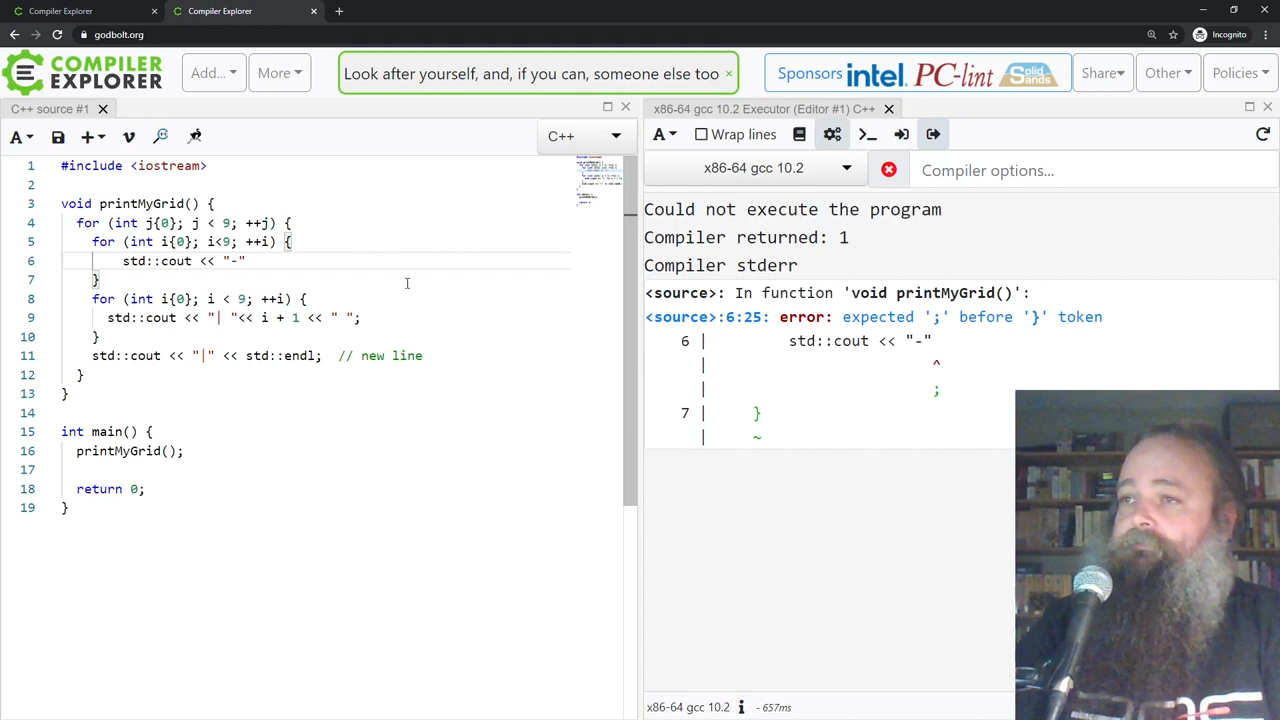 Compiler Explorer
Compiler Explorer
godbolt.org
Incognito
COMPILER EXPLORER
Add...
More
Look after yourself, and, if you can, someone else too
Sponsors intel PC-lint Solid Sands
Share
Other
Policies
C++ source #1
A
C++
1 #include <iostream>
2
3 void printMyGrid() {
4 for (int j{0}; j < 9; ++j) {
5 for (int i{0}; i<9; ++i) {
6 std::cout << "-"
7 }
8 for (int i{0}; i < 9; ++i) {
9 std::cout << "| "<< i + 1 << " ";
10 }
11 std::cout << "|" << std::endl; // new line
12 }
13 }
14
15 int main() {
16 printMyGrid();
17
18 return 0;
19 }
x86-64 gcc 10.2 Executor (Editor #1) C++
A
Wrap lines
x86-64 gcc 10.2
Compiler options...
Could not execute the program
Compiler returned: 1
Compiler stderr
<source>: In function 'void printMyGrid()':
<source>:6:25: error: expected ';' before '}' token
6 | std::cout << "-"
| ^
| ;
7 | }
| ~
x86-64 gcc 10.2 i - 657ms